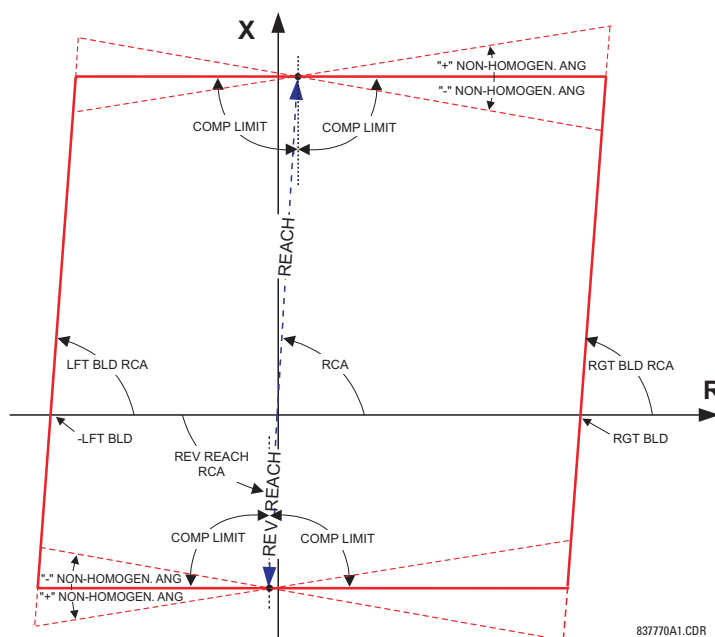 X
"+" NON-HOMOGEN. ANG
"-" NON-HOMOGEN. ANG
COMP LIMIT
COMP LIMIT
REACH
LFT BLD RCA
RCA
RGT BLD RCA
R
-LFT BLD
RGT BLD
REV REACH
RCA
REV REACH
COMP LIMIT
COMP LIMIT
"-" NON-HOMOGEN. ANG
"+" NON-HOMOGEN. ANG
837770A1.CDR